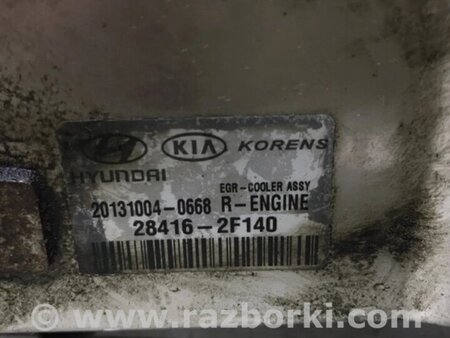 KIA KORENS
HYUNDAI
EGR-COOLER ASSY
20131004-0668 R-ENGINE
28416-2F140
www.razborki.com